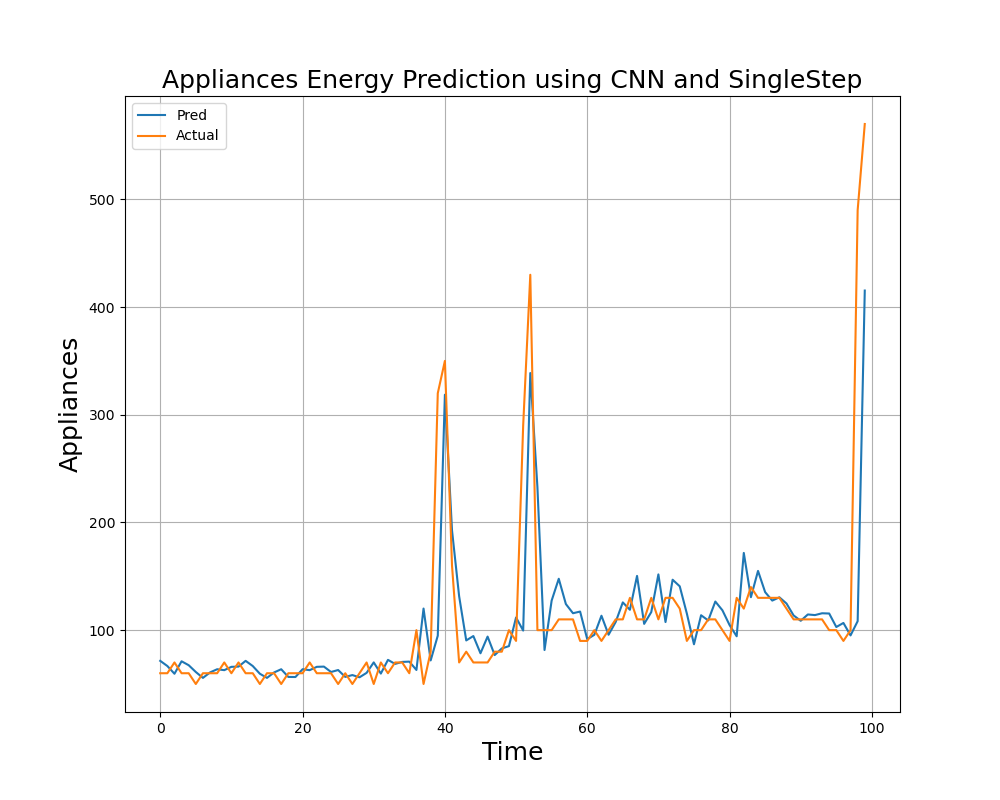 Appliances Energy Prediction using CNN and SingleStep
Pred
Actual
500
400
300
200
100
Appliances
0 20 40 60 80 100
Time